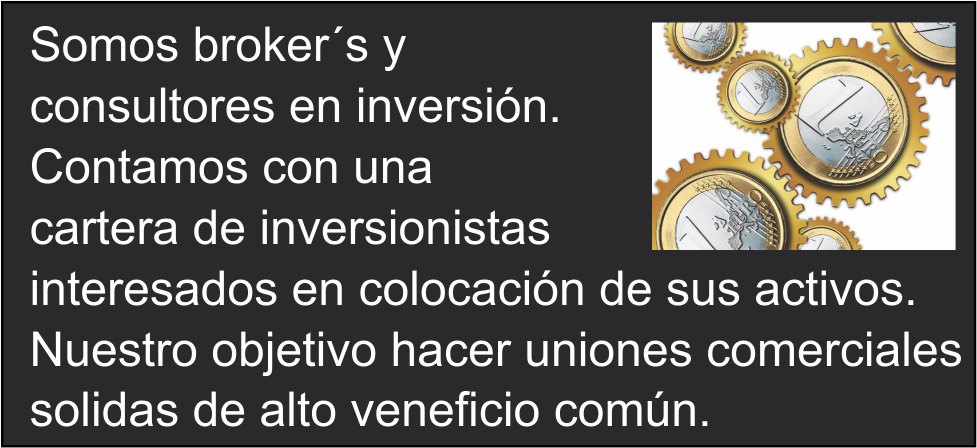 Somos broker´s y
consultores en inversión.
Contamos con una
cartera de inversionistas
interesados en colocación de sus activos.
Nuestro objetivo hacer uniones comerciales
solidas de alto veneficio común.